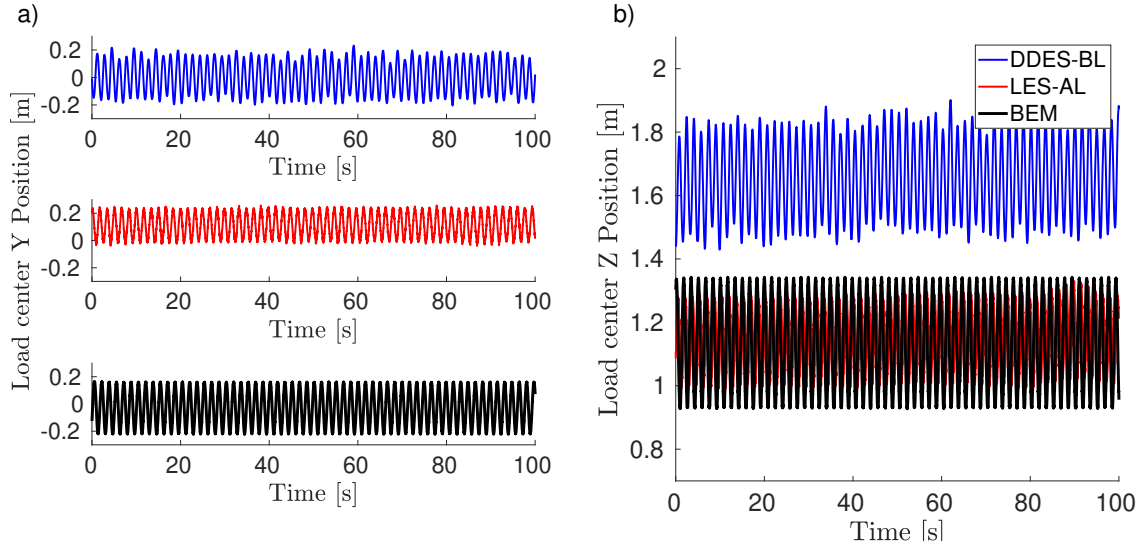 a)
Load center Y Position [m]
0.2
0
-0.2
0 20 40 60 80 100
Time [s]
0.2
0
-0.2
0 20 40 60 80 100
Time [s]
0.2
0
-0.2
0 20 40 60 80 100
Time [s]
b)
Load center Z Position [m]
2
1.8
1.6
1.4
1.2
1
0.8
0 20 40 60 80 100
Time [s]
DDES-BL
LES-AL
BEM